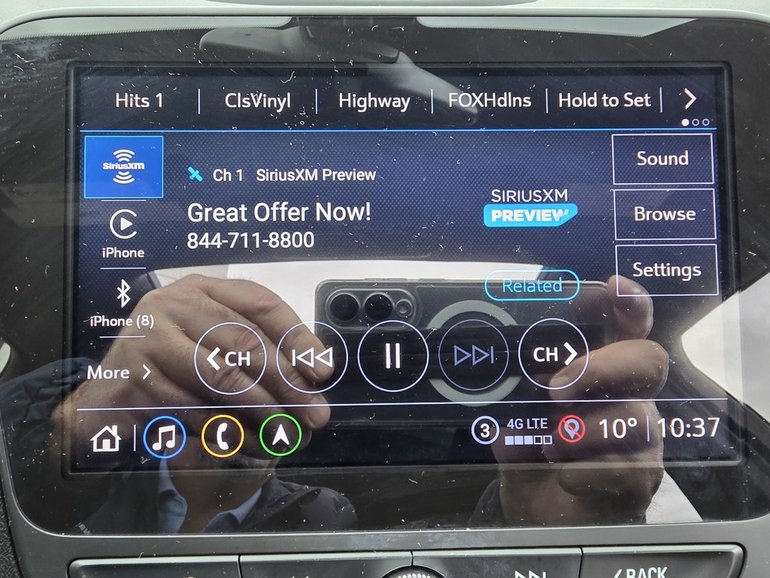 Hits 1 ClsVinyl Highway FOXHdlns Hold to Set
SiriusXM
Ch 1 SiriusXM Preview
Great Offer Now!
844-711-8800
SIRIUSXM
PREVIEW
Sound
Browse
Settings
iPhone
iPhone (8)
Related
More
CH
CH
3 4G LTE 10° 10:37
BACK